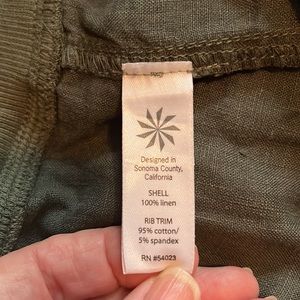 Designed in
Sonoma County,
California
SHELL
100% linen
RIB TRIM
95% cotton/
5% spandex
RN #54023